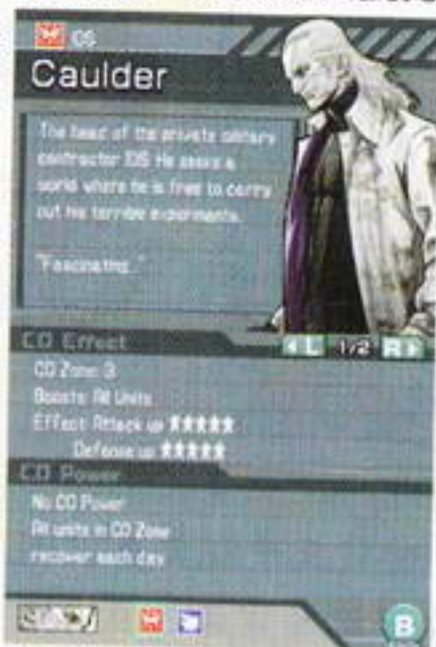 IDS
Caulder
The head of the private military
contractor IDS. He seeks a
world where he is free to carry
out his terrible experiments.
"Fascinating..."
CO Effect
L 1/2 R
CO Zone: 3
Boosts: All Units
Effect: Attack up ★★★★★
Defense up ★★★★★
CO Power
No CO Power
All units in CO Zone
recover each day
B